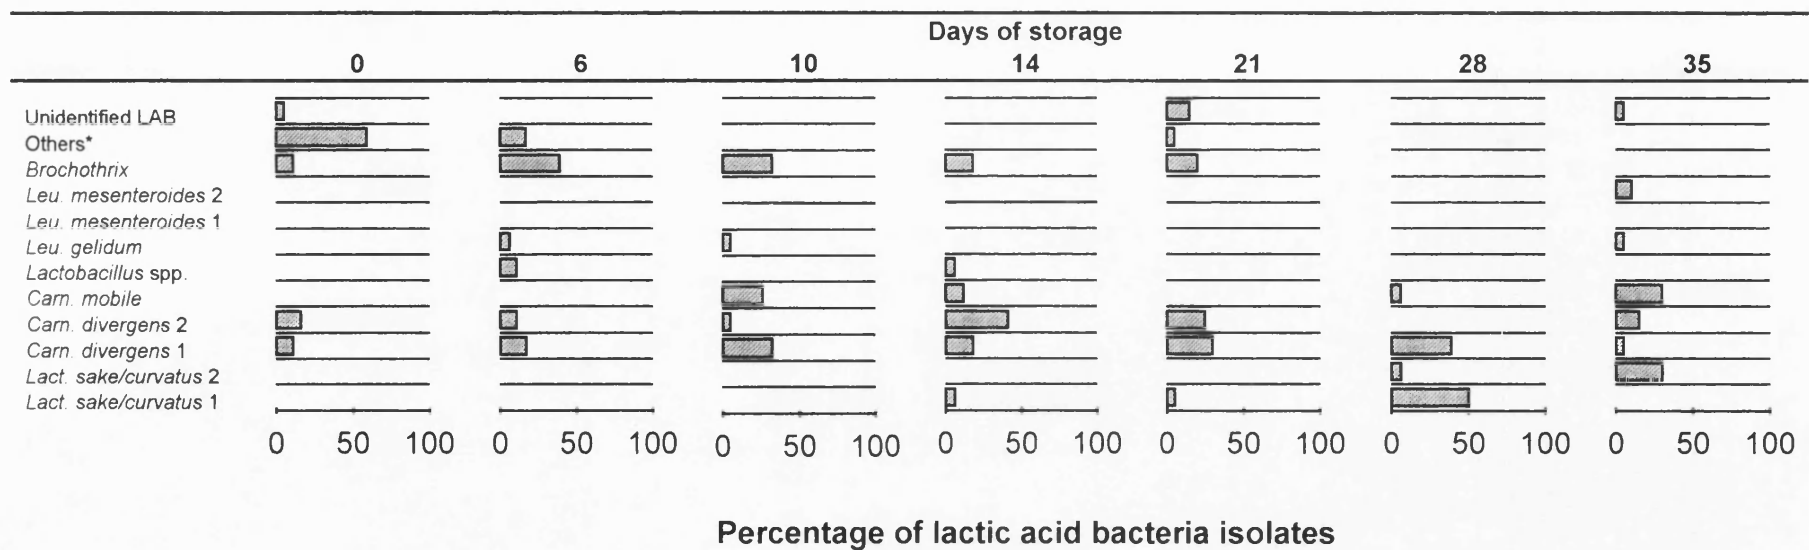 Days of storage
0 6 10 14 21 28 35
Unidentified LAB
Others*
Brochothrix
Leu. mesenteroides 2
Leu. mesenteroides 1
Leu. gelidum
Lactobacillus spp.
Carn. mobile
Carn. divergens 2
Carn. divergens 1
Lact. sake/curvatus 2
Lact. sake/curvatus 1
0 50 100 0 50 100 0 50 100 0 50 100 0 50 100 0 50 100 0 50 100
Percentage of lactic acid bacteria isolates